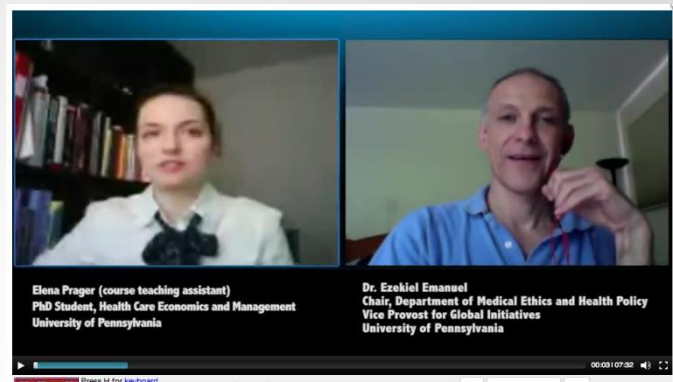 Elena Prager (course teaching assistant)
PhD Student, Health Care Economics and Management
University of Pennsylvania
Dr. Ezekiel Emanuel
Chair, Department of Medical Ethics and Health Policy
Vice Provost for Global Initiatives
University of Pennsylvania
00:03 | 07:32
Press H for keyboard